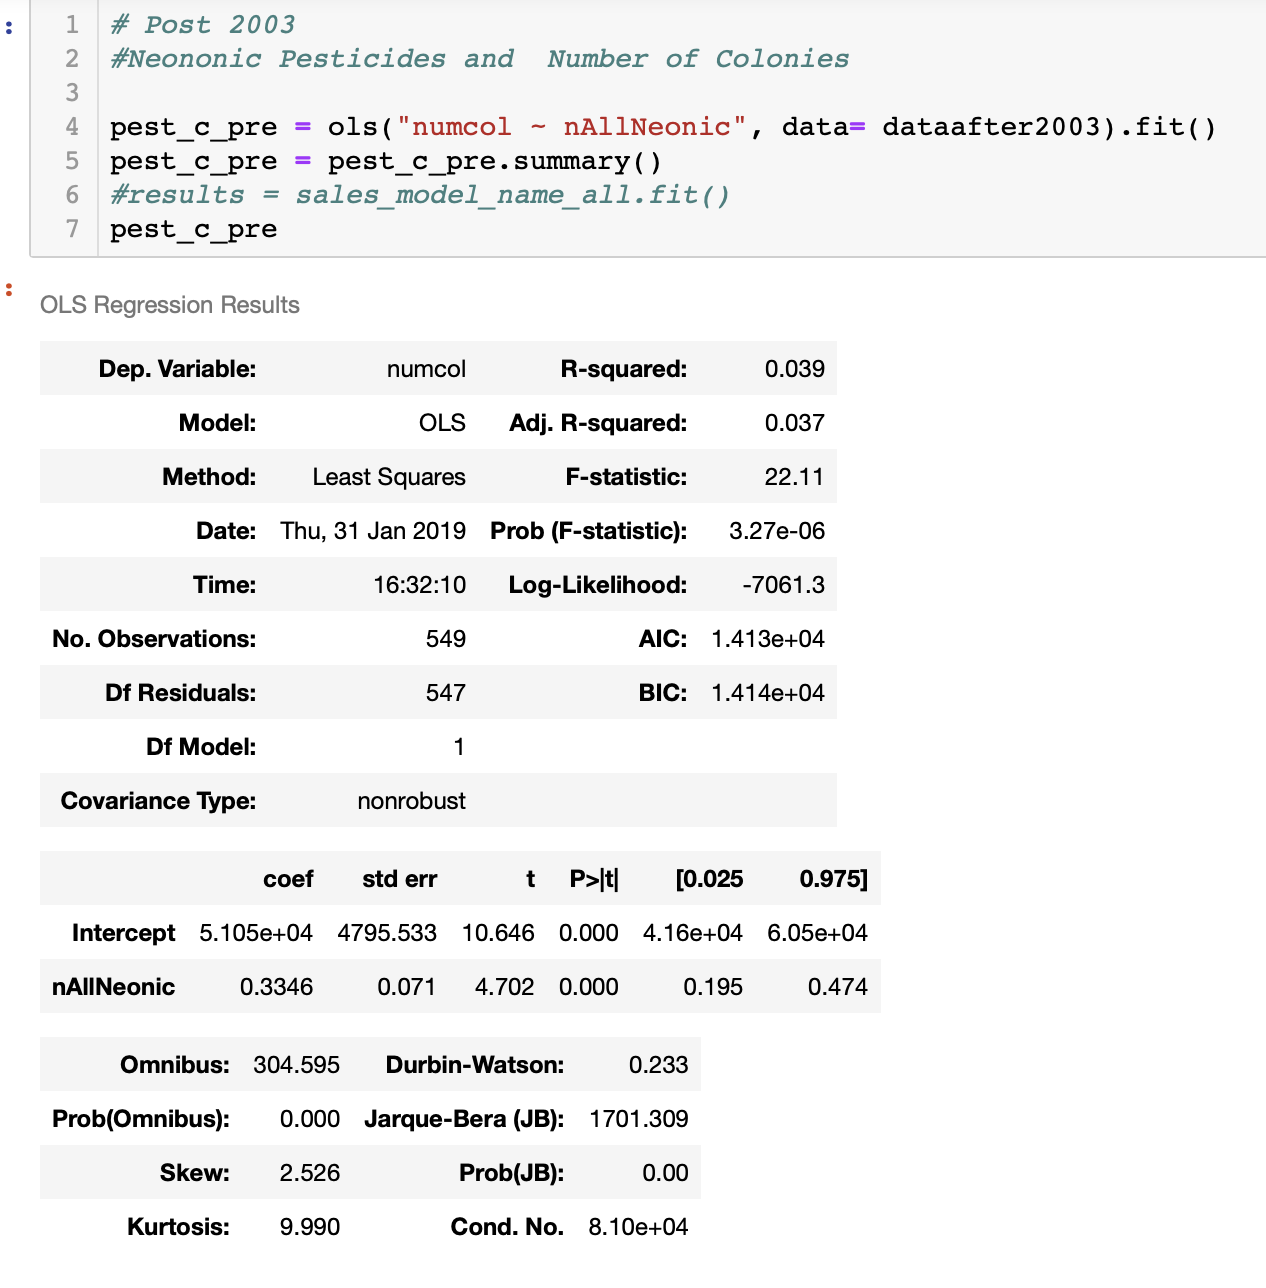 :
1 # Post 2003
2 #Neononic Pesticides and  Number of Colonies
3
4 pest_c_pre = ols("numcol ~ nAllNeonic", data= dataafter2003).fit()
5 pest_c_pre = pest_c_pre.summary()
6 #results = sales_model_name_all.fit()
7 pest_c_pre
:
OLS Regression Results
Dep. Variable: numcol R-squared: 0.039
Model: OLS Adj. R-squared: 0.037
Method: Least Squares F-statistic: 22.11
Date: Thu, 31 Jan 2019 Prob (F-statistic): 3.27e-06
Time: 16:32:10 Log-Likelihood: -7061.3
No. Observations: 549 AIC: 1.413e+04
Df Residuals: 547 BIC: 1.414e+04
Df Model: 1
Covariance Type: nonrobust
coef std err t P>|t| [0.025 0.975]
Intercept 5.105e+04 4795.533 10.646 0.000 4.16e+04 6.05e+04
nAllNeonic 0.3346 0.071 4.702 0.000 0.195 0.474
Omnibus: 304.595 Durbin-Watson: 0.233
Prob(Omnibus): 0.000 Jarque-Bera (JB): 1701.309
Skew: 2.526 Prob(JB): 0.00
Kurtosis: 9.990 Cond. No. 8.10e+04